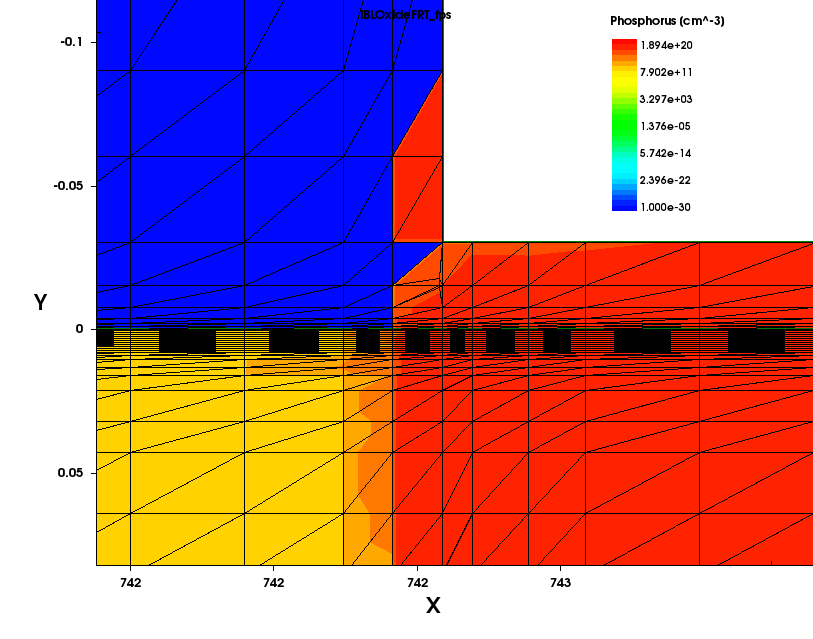 IBLOxideFRT_fps
Phosphorus (cm^-3)
1.894e+20
7.902e+11
3.297e+03
1.376e-05
5.742e-14
2.396e-22
1.000e-30
-0.1
-0.05
Y
0
0.05
742
742
742
743
X